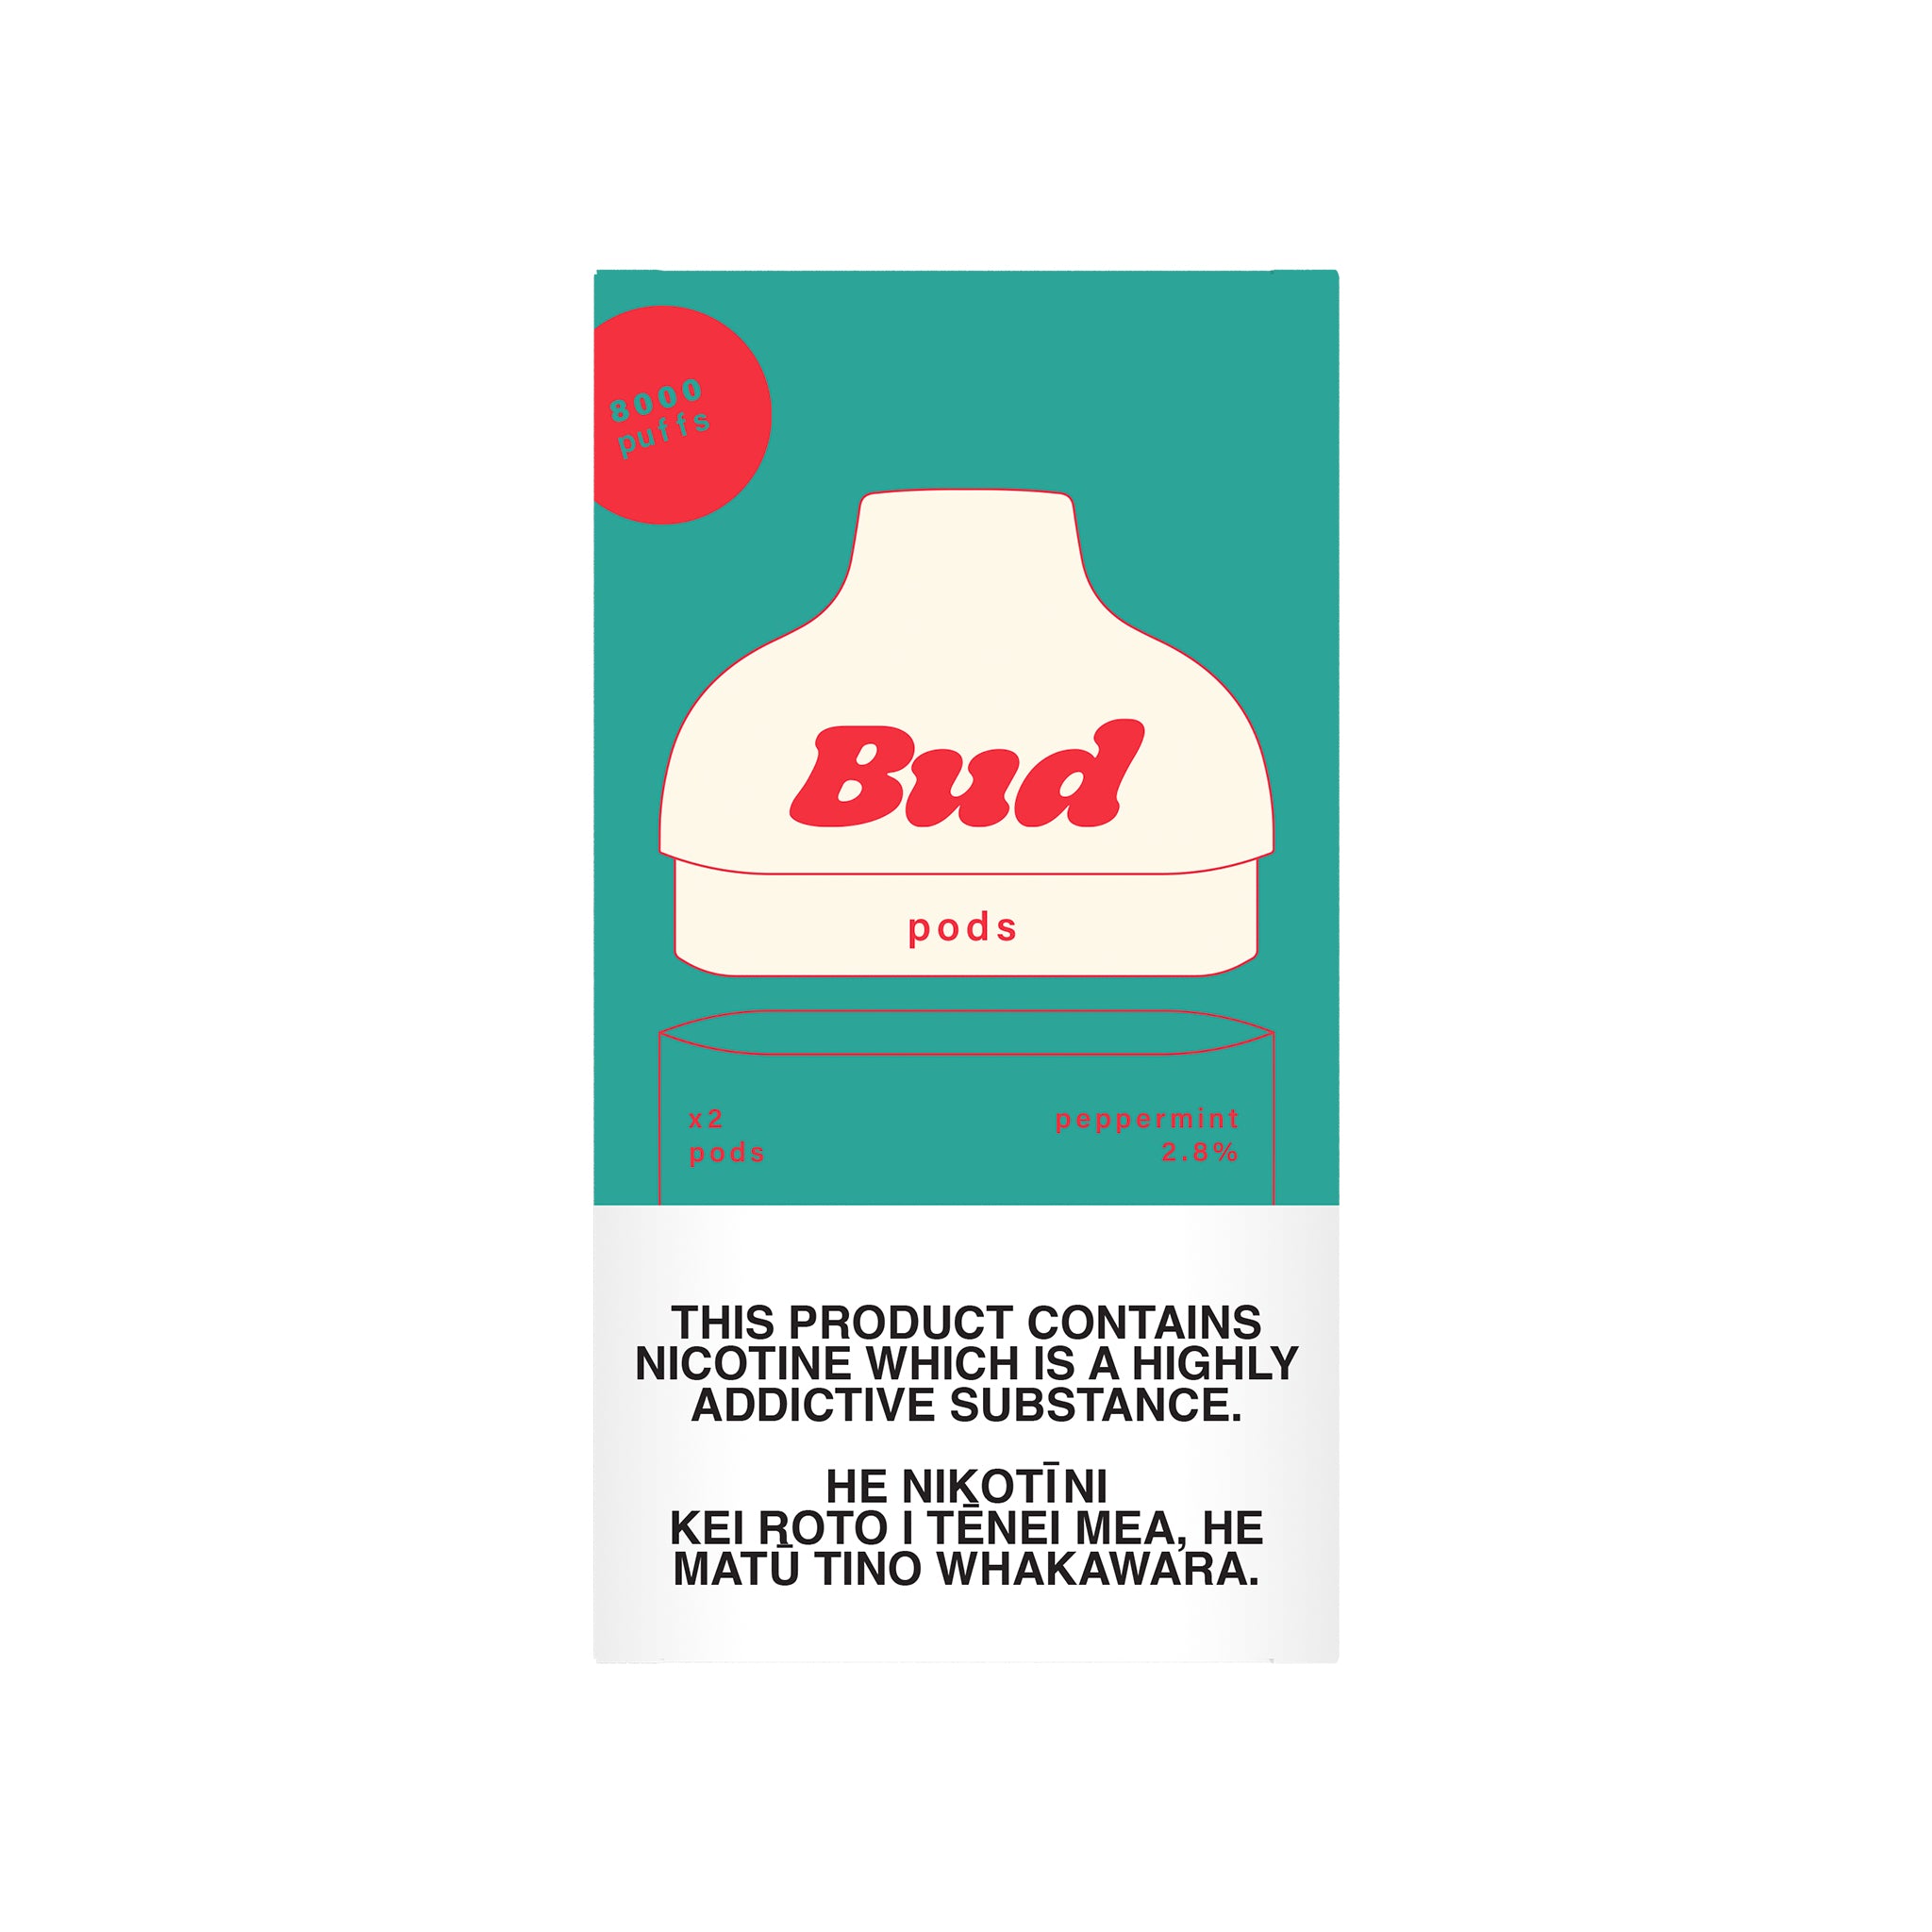 8000
puffs
Bud
pods
x2
pods
peppermint
2.8%
THIS PRODUCT CONTAINS
NICOTINE WHICH IS A HIGHLY
ADDICTIVE SUBSTANCE.
HE NIKOTĪNI
KEI ROTO I TĒNEI MEA, HE
MATŪ TINO WHAKAWARA.